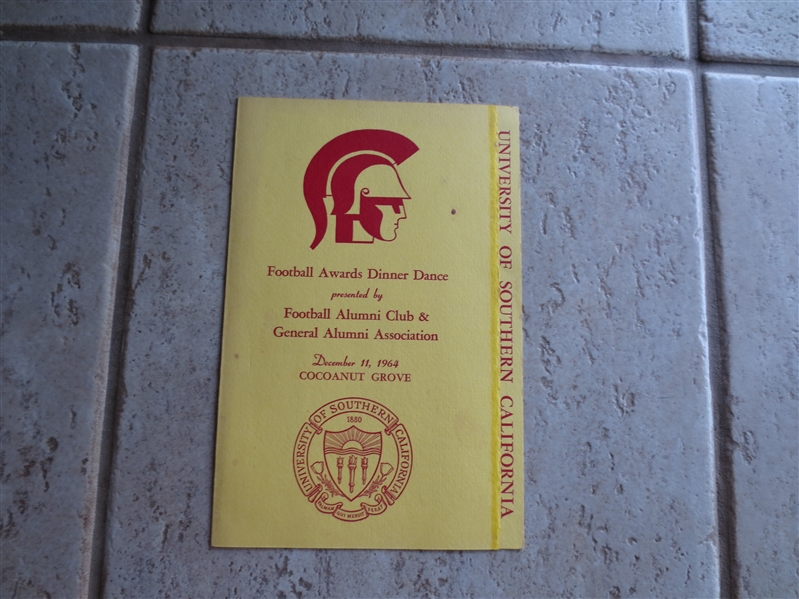 Football Awards Dinner Dance
presented by
Football Alumni Club &
General Alumni Association
December 11, 1964
COCOANUT GROVE
UNIVERSITY OF SOUTHERN CALIFORNIA
1880
UNIVERSITY OF SOUTHERN CALIFORNIA